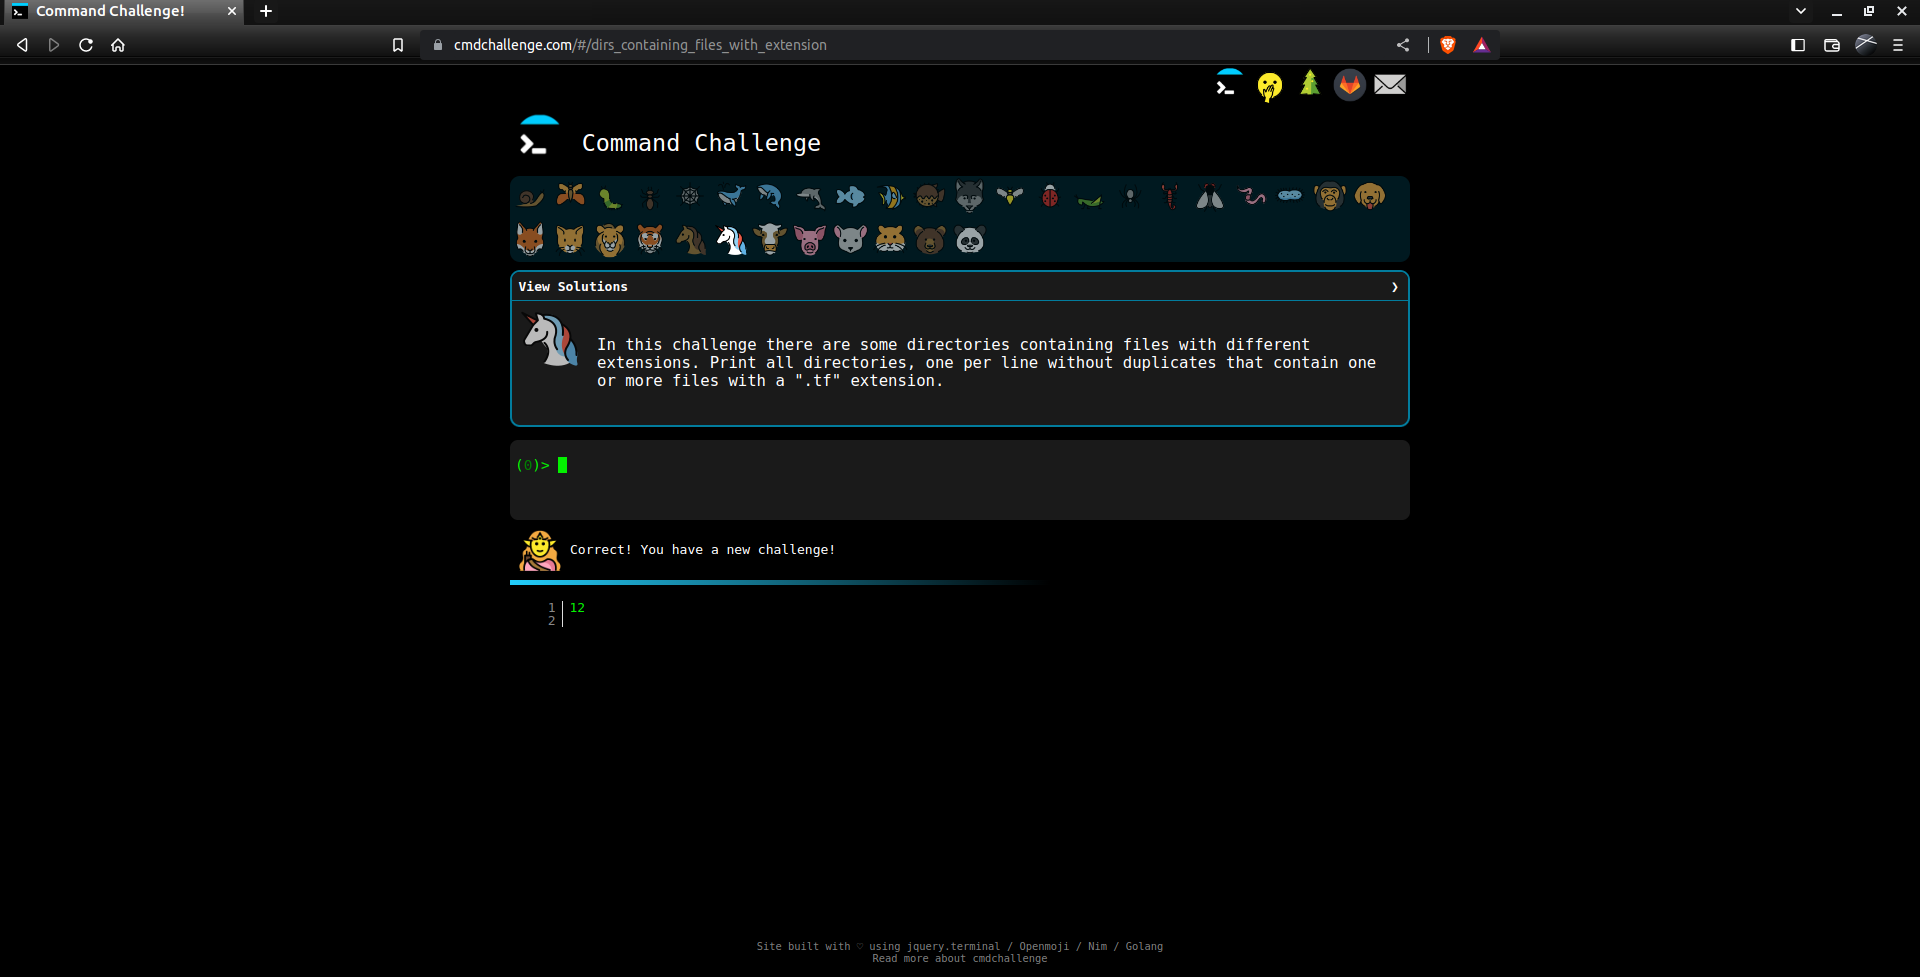 Command Challenge!
cmdchallenge.com/#/dirs_containing_files_with_extension
Command Challenge
View Solutions
In this challenge there are some directories containing files with different
extensions. Print all directories, one per line without duplicates that contain one
or more files with a ".tf" extension.
(0)>
Correct! You have a new challenge!
1 12
2
Site built with ♡ using jquery.terminal / Openmoji / Nim / Golang
Read more about cmdchallenge